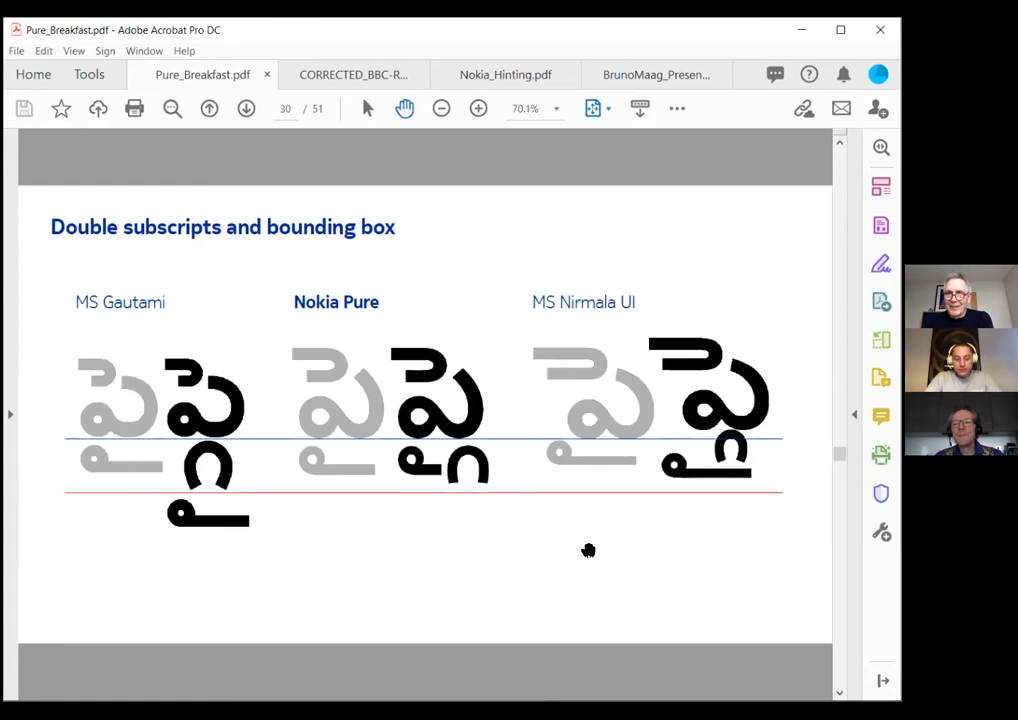 Pure_Breakfast.pdf - Adobe Acrobat Pro DC
File Edit View Sign Window Help
Home Tools Pure_Breakfast.pdf × CORRECTED_BBC-R... Nokia_Hinting.pdf BrunoMaag_Presen...
30 / 51 70.1%
Double subscripts and bounding box
MS Gautami Nokia Pure MS Nirmala UI
పై ప్గై పై ప్గై పై ప్గై